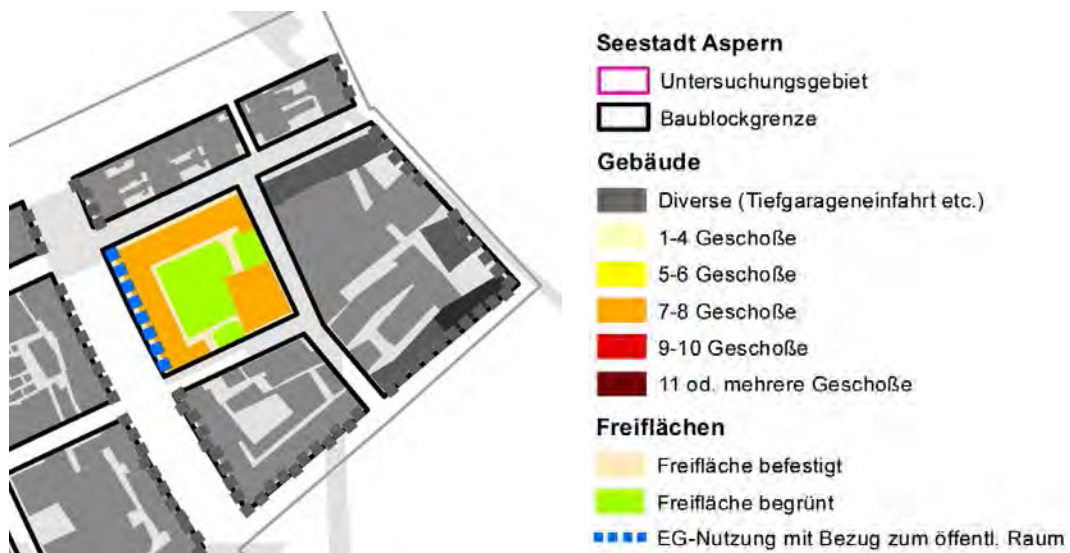 Seestadt Aspern
Untersuchungsgebiet
Baublockgrenze
Gebäude
Diverse (Tiefgarageneinfahrt etc.)
1-4 Geschoße
5-6 Geschoße
7-8 Geschoße
9-10 Geschoße
11 od. mehrere Geschoße
Freiflächen
Freifläche befestigt
Freifläche begrünt
EG-Nutzung mit Bezug zum öffentl. Raum